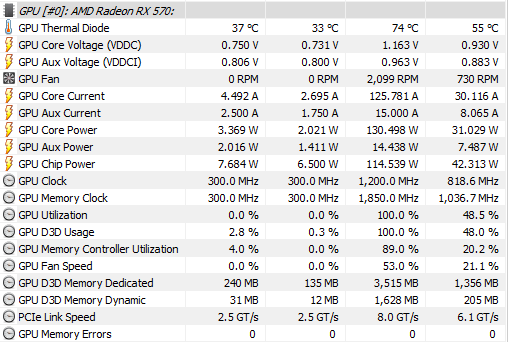 GPU [#0]: AMD Radeon RX 570:
GPU Thermal Diode 37 °C 33 °C 74 °C 55 °C
GPU Core Voltage (VDDC) 0.750 V 0.731 V 1.163 V 0.930 V
GPU Aux Voltage (VDDCI) 0.806 V 0.800 V 0.963 V 0.883 V
GPU Fan 0 RPM 0 RPM 2,099 RPM 730 RPM
GPU Core Current 4.492 A 2.695 A 125.781 A 30.116 A
GPU Aux Current 2.500 A 1.750 A 15.000 A 8.065 A
GPU Core Power 3.369 W 2.021 W 130.498 W 31.029 W
GPU Aux Power 2.016 W 1.411 W 14.438 W 7.487 W
GPU Chip Power 7.684 W 6.500 W 114.539 W 42.313 W
GPU Clock 300.0 MHz 300.0 MHz 1,200.0 MHz 818.6 MHz
GPU Memory Clock 300.0 MHz 300.0 MHz 1,850.0 MHz 1,036.7 MHz
GPU Utilization 0.0 % 0.0 % 100.0 % 48.5 %
GPU D3D Usage 2.8 % 0.3 % 100.0 % 48.0 %
GPU Memory Controller Utilization 4.0 % 0.0 % 89.0 % 20.2 %
GPU Fan Speed 0.0 % 0.0 % 53.0 % 21.1 %
GPU D3D Memory Dedicated 240 MB 135 MB 3,515 MB 1,356 MB
GPU D3D Memory Dynamic 31 MB 12 MB 1,628 MB 205 MB
PCIe Link Speed 2.5 GT/s 2.5 GT/s 8.0 GT/s 6.1 GT/s
GPU Memory Errors 0 0 0 0